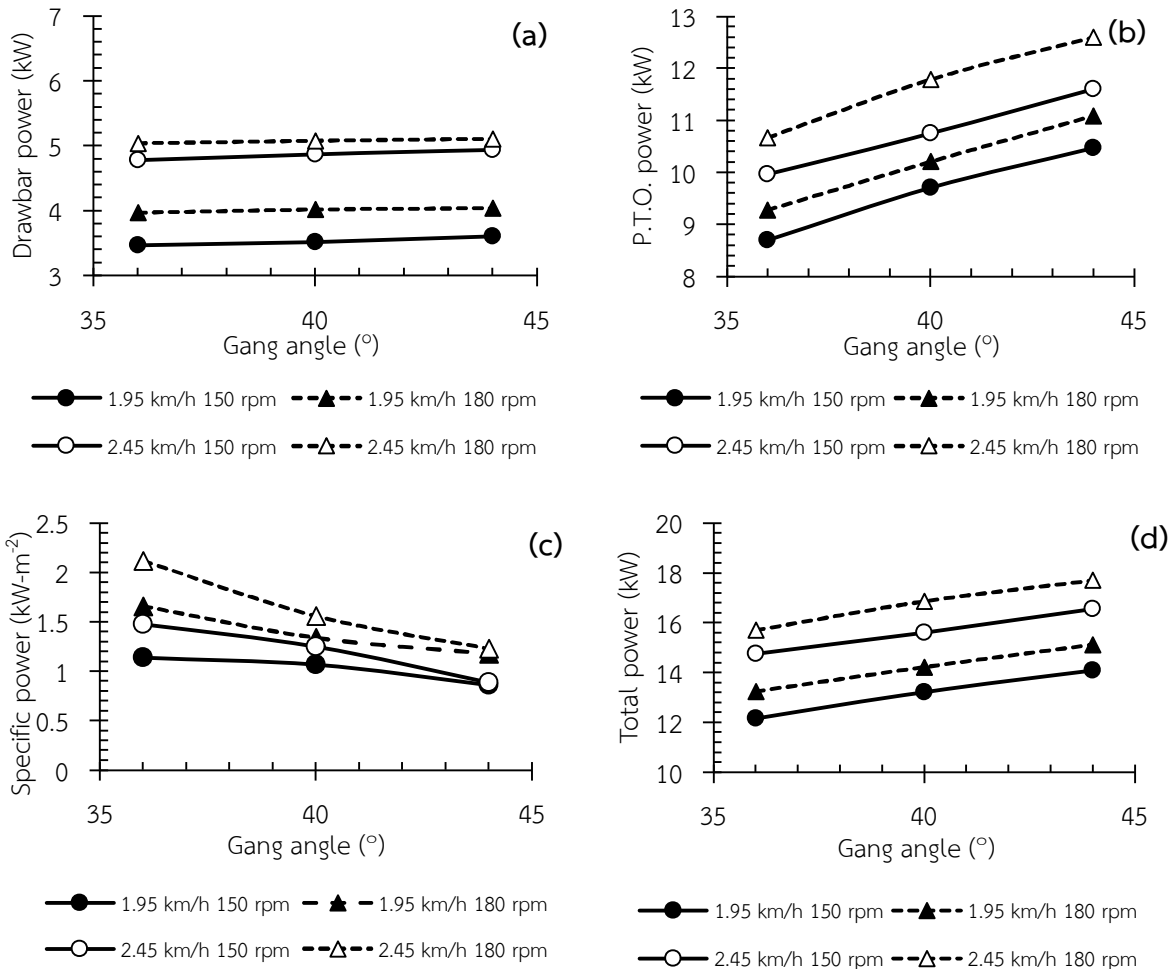 (a)
Drawbar power (kW)
7
6
5
4
3
35 40 45
Gang angle (°)
1.95 km/h 150 rpm 1.95 km/h 180 rpm
2.45 km/h 150 rpm 2.45 km/h 180 rpm
(b)
P.T.O. power (kW)
13
12
11
10
9
8
35 40 45
Gang angle (°)
1.95 km/h 150 rpm 1.95 km/h 180 rpm
2.45 km/h 150 rpm 2.45 km/h 180 rpm
(c)
Specific power (kW-m⁻²)
2.5
2
1.5
1
0.5
0
35 40 45
Gang angle (°)
1.95 km/h 150 rpm 1.95 km/h 180 rpm
2.45 km/h 150 rpm 2.45 km/h 180 rpm
(d)
Total power (kW)
20
18
16
14
12
10
35 40 45
Gang angle (°)
1.95 km/h 150 rpm 1.95 km/h 180 rpm
2.45 km/h 150 rpm 2.45 km/h 180 rpm